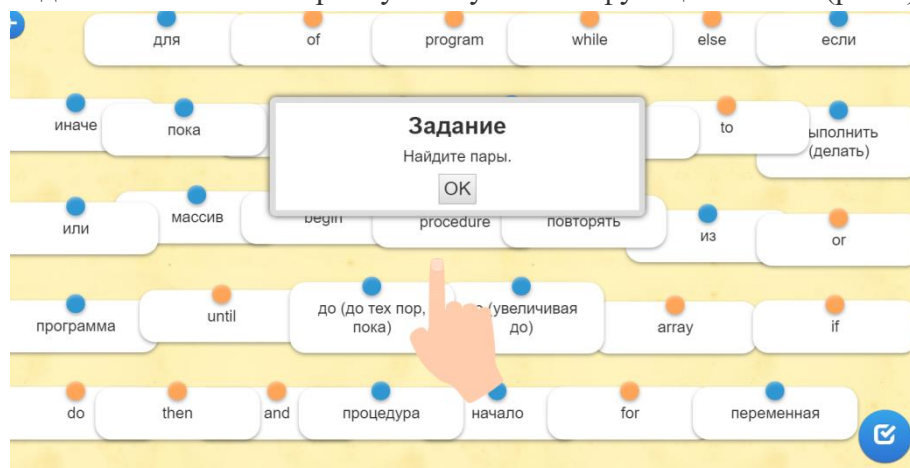 для of program while else если
иначе пока to
(делать)
Задание
Найдите пары.
OK
или массив begin procedure повторять из or
программа until до (до тех пор, пока) (увеличивая до) array if
do then and процедура начало for переменная